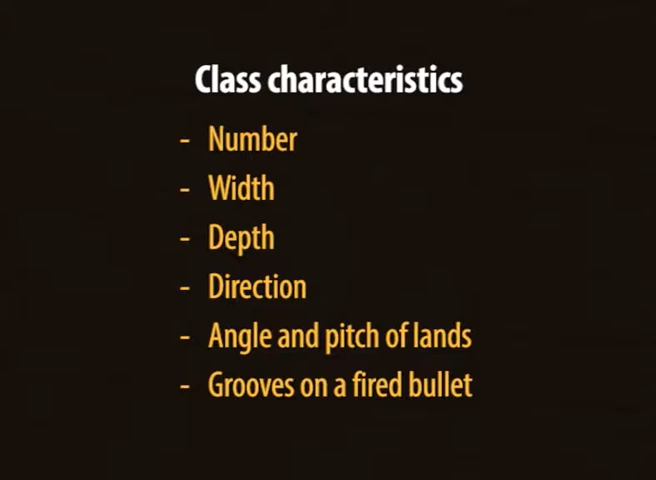 Class characteristics
- Number
- Width
- Depth
- Direction
- Angle and pitch of lands
- Grooves on a fired bullet